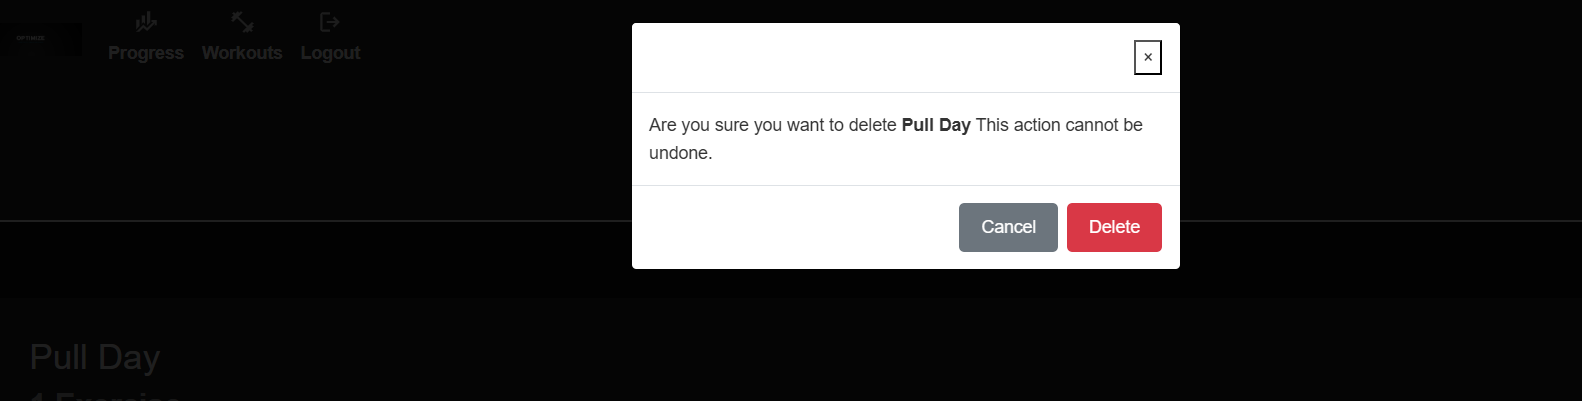 OPTIMIZE
Progress Workouts Logout
×
Are you sure you want to delete Pull Day This action cannot be
undone.
Cancel Delete
Pull Day
1 Exercise